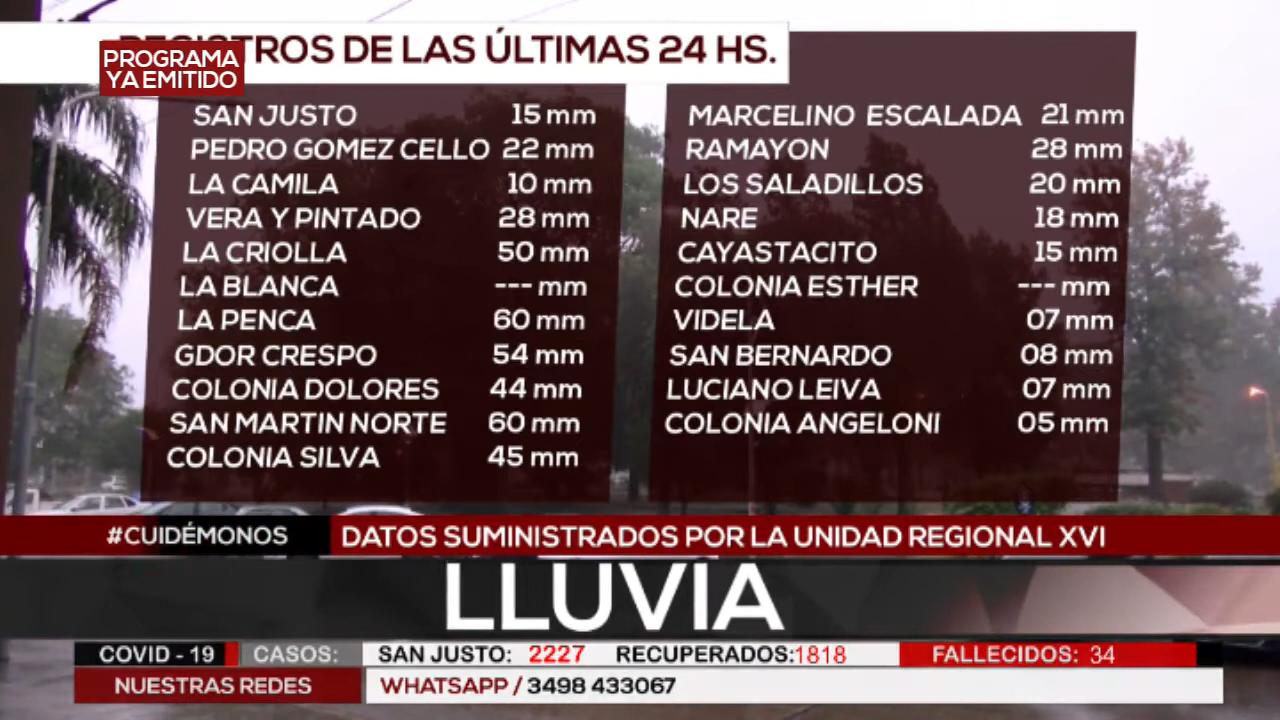 PROGRAMA
YA EMITIDO
REGISTROS DE LAS ÚLTIMAS 24 HS.
SAN JUSTO 15 mm
PEDRO GOMEZ CELLO 22 mm
LA CAMILA 10 mm
VERA Y PINTADO 28 mm
LA CRIOLLA 50 mm
LA BLANCA --- mm
LA PENCA 60 mm
GDOR CRESPO 54 mm
COLONIA DOLORES 44 mm
SAN MARTIN NORTE 60 mm
COLONIA SILVA 45 mm
MARCELINO ESCALADA 21 mm
RAMAYON 28 mm
LOS SALADILLOS 20 mm
NARE 18 mm
CAYASTACITO 15 mm
COLONIA ESTHER --- mm
VIDELA 07 mm
SAN BERNARDO 08 mm
LUCIANO LEIVA 07 mm
COLONIA ANGELONI 05 mm
#CUIDÉMONOS DATOS SUMINISTRADOS POR LA UNIDAD REGIONAL XVI
LLUVIA
COVID - 19 CASOS: SAN JUSTO: 2227 RECUPERADOS:1818 FALLECIDOS: 34
NUESTRAS REDES WHATSAPP / 3498 433067